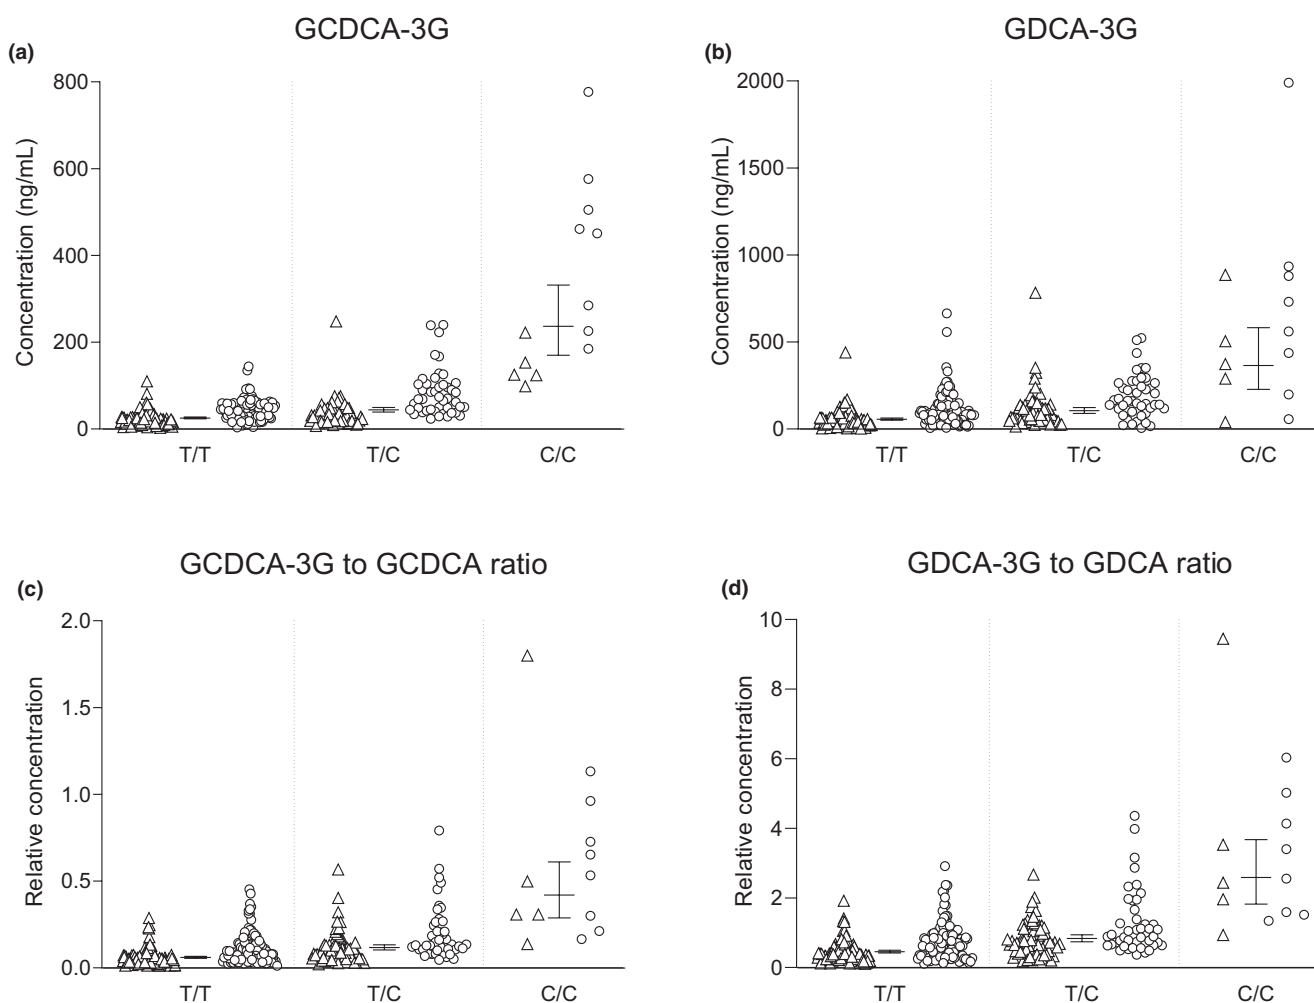 GCDCA-3G
(a)
800
600
400
200
0
Concentration (ng/mL)
T/T T/C C/C
GDCA-3G
(b)
2000
1500
1000
500
0
Concentration (ng/mL)
T/T T/C C/C
GCDCA-3G to GCDCA ratio
(c)
2.0
1.5
1.0
0.5
0.0
Relative concentration
T/T T/C C/C
GDCA-3G to GDCA ratio
(d)
10
8
6
4
2
0
Relative concentration
T/T T/C C/C